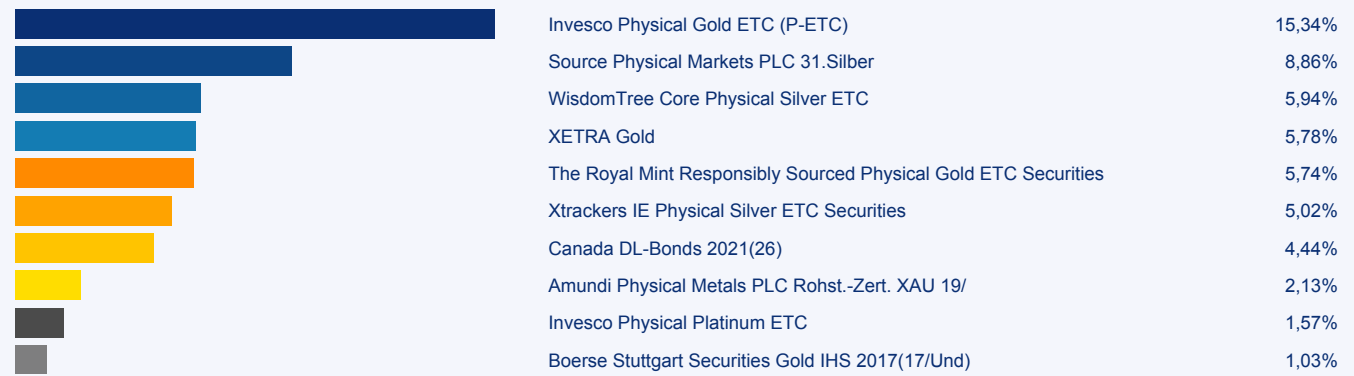 Invesco Physical Gold ETC (P-ETC) 15,34%
Source Physical Markets PLC 31.Silber 8,86%
WisdomTree Core Physical Silver ETC 5,94%
XETRA Gold 5,78%
The Royal Mint Responsibly Sourced Physical Gold ETC Securities 5,74%
Xtrackers IE Physical Silver ETC Securities 5,02%
Canada DL-Bonds 2021(26) 4,44%
Amundi Physical Metals PLC Rohst.-Zert. XAU 19/ 2,13%
Invesco Physical Platinum ETC 1,57%
Boerse Stuttgart Securities Gold IHS 2017(17/Und) 1,03%